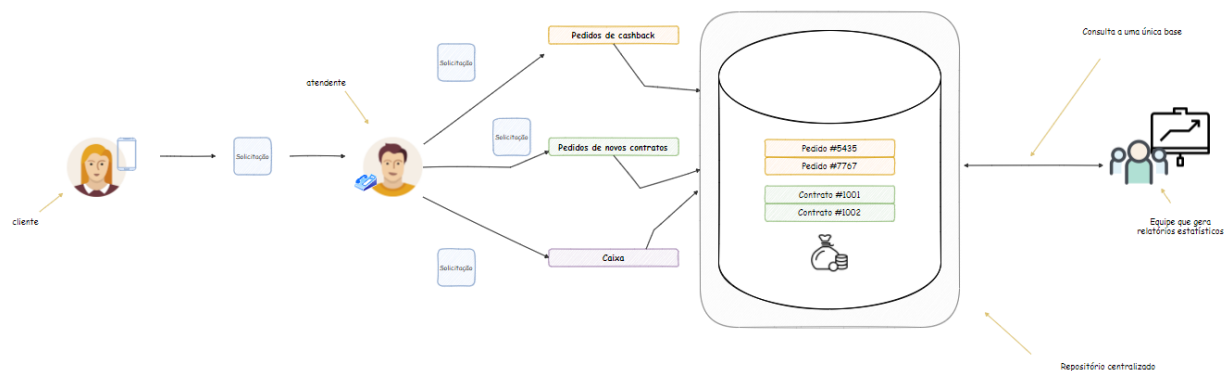 Pedidos de cashback
Consulta a uma única base
Solicitação
atendente
Solicitação
Pedidos de novos contratos
Pedido #5435
Pedido #7767
Solicitação
Contrato #1001
Contrato #1002
cliente
Equipe que gera
relatórios estatísticos
Caixa
Solicitação
Repositório centralizado